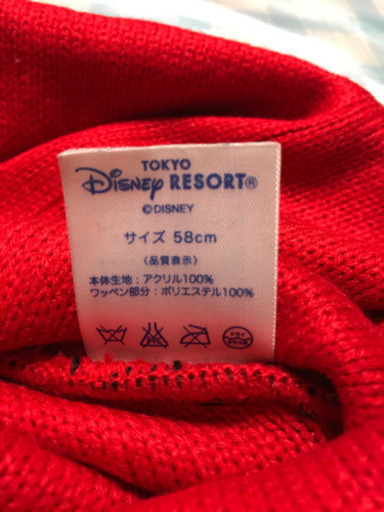 TOKYO
Disney RESORT®
©DISNEY
サイズ 58cm
〈品質表示〉
本体生地：アクリル100%
ワッペン部分：ポリエステル100%